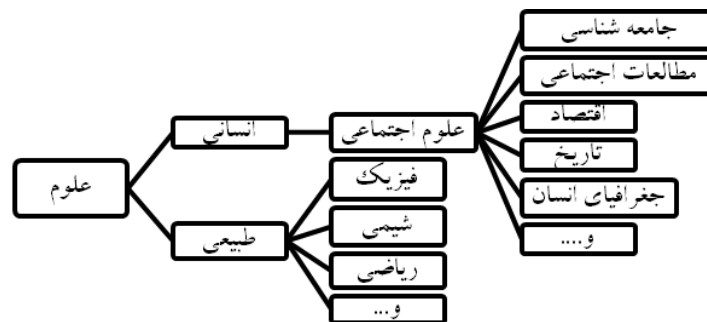 علوم
انسانی
علوم اجتماعی
جامعه شناسی
مطالعات اجتماعی
اقتصاد
تاریخ
جغرافیای انسان
و....
طبیعی
فیزیک
شیمی
ریاضی
و...